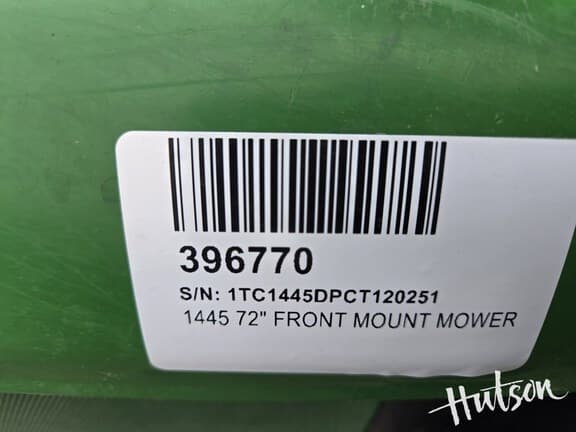 396770
S/N: 1TC1445DPCT120251
1445 72" FRONT MOUNT MOWER
Hutson